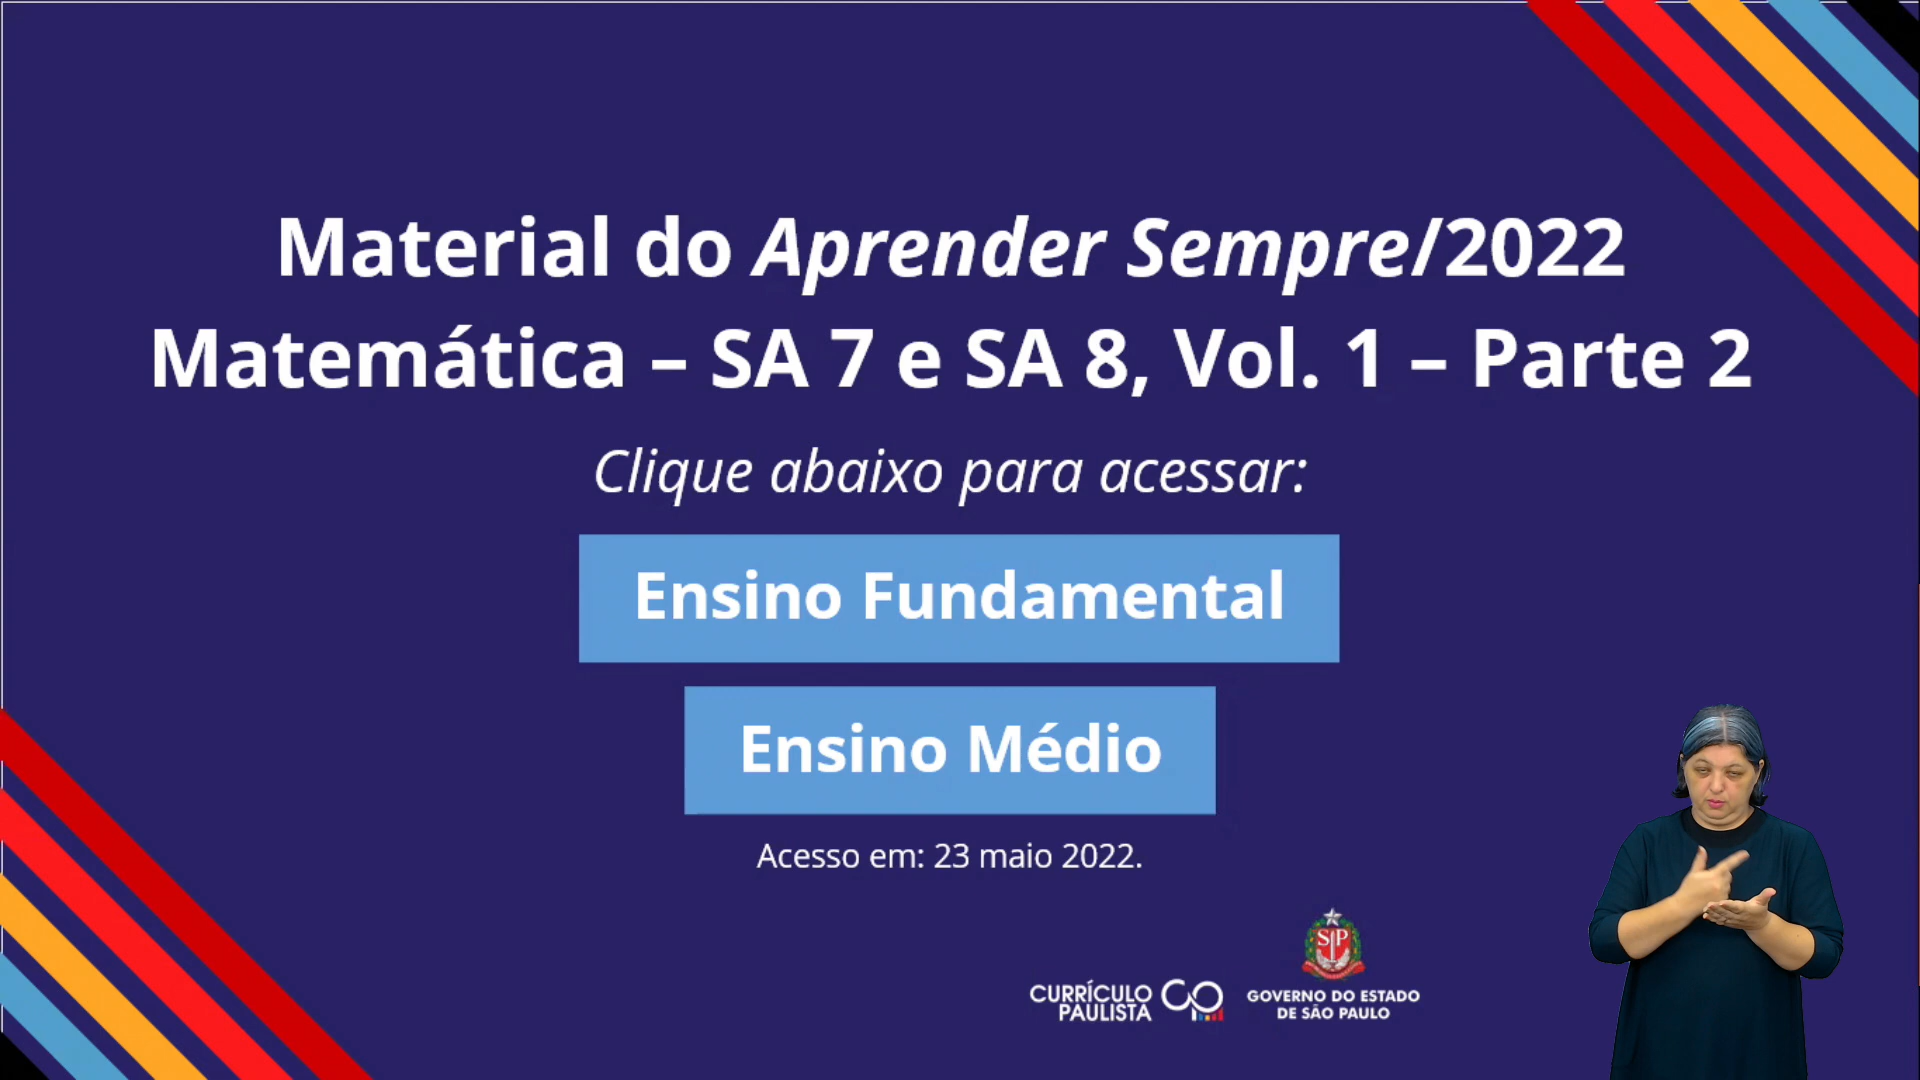 Material do Aprender Sempre/2022
Matemática – SA 7 e SA 8, Vol. 1 – Parte 2
Clique abaixo para acessar:
Ensino Fundamental
Ensino Médio
Acesso em: 23 maio 2022.
SP
CURRÍCULO
PAULISTA
GOVERNO DO ESTADO
DE SÃO PAULO